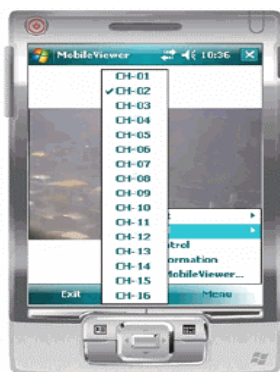 MobileViewer 10:36
CH-01
CH-02
CH-03
CH-04
CH-05
CH-06
CH-07
CH-08
CH-09
CH-10
CH-11
CH-12
CH-13
CH-14
CH-15
CH-16
t
trol
ormation
MobileViewer...
Exit Menu